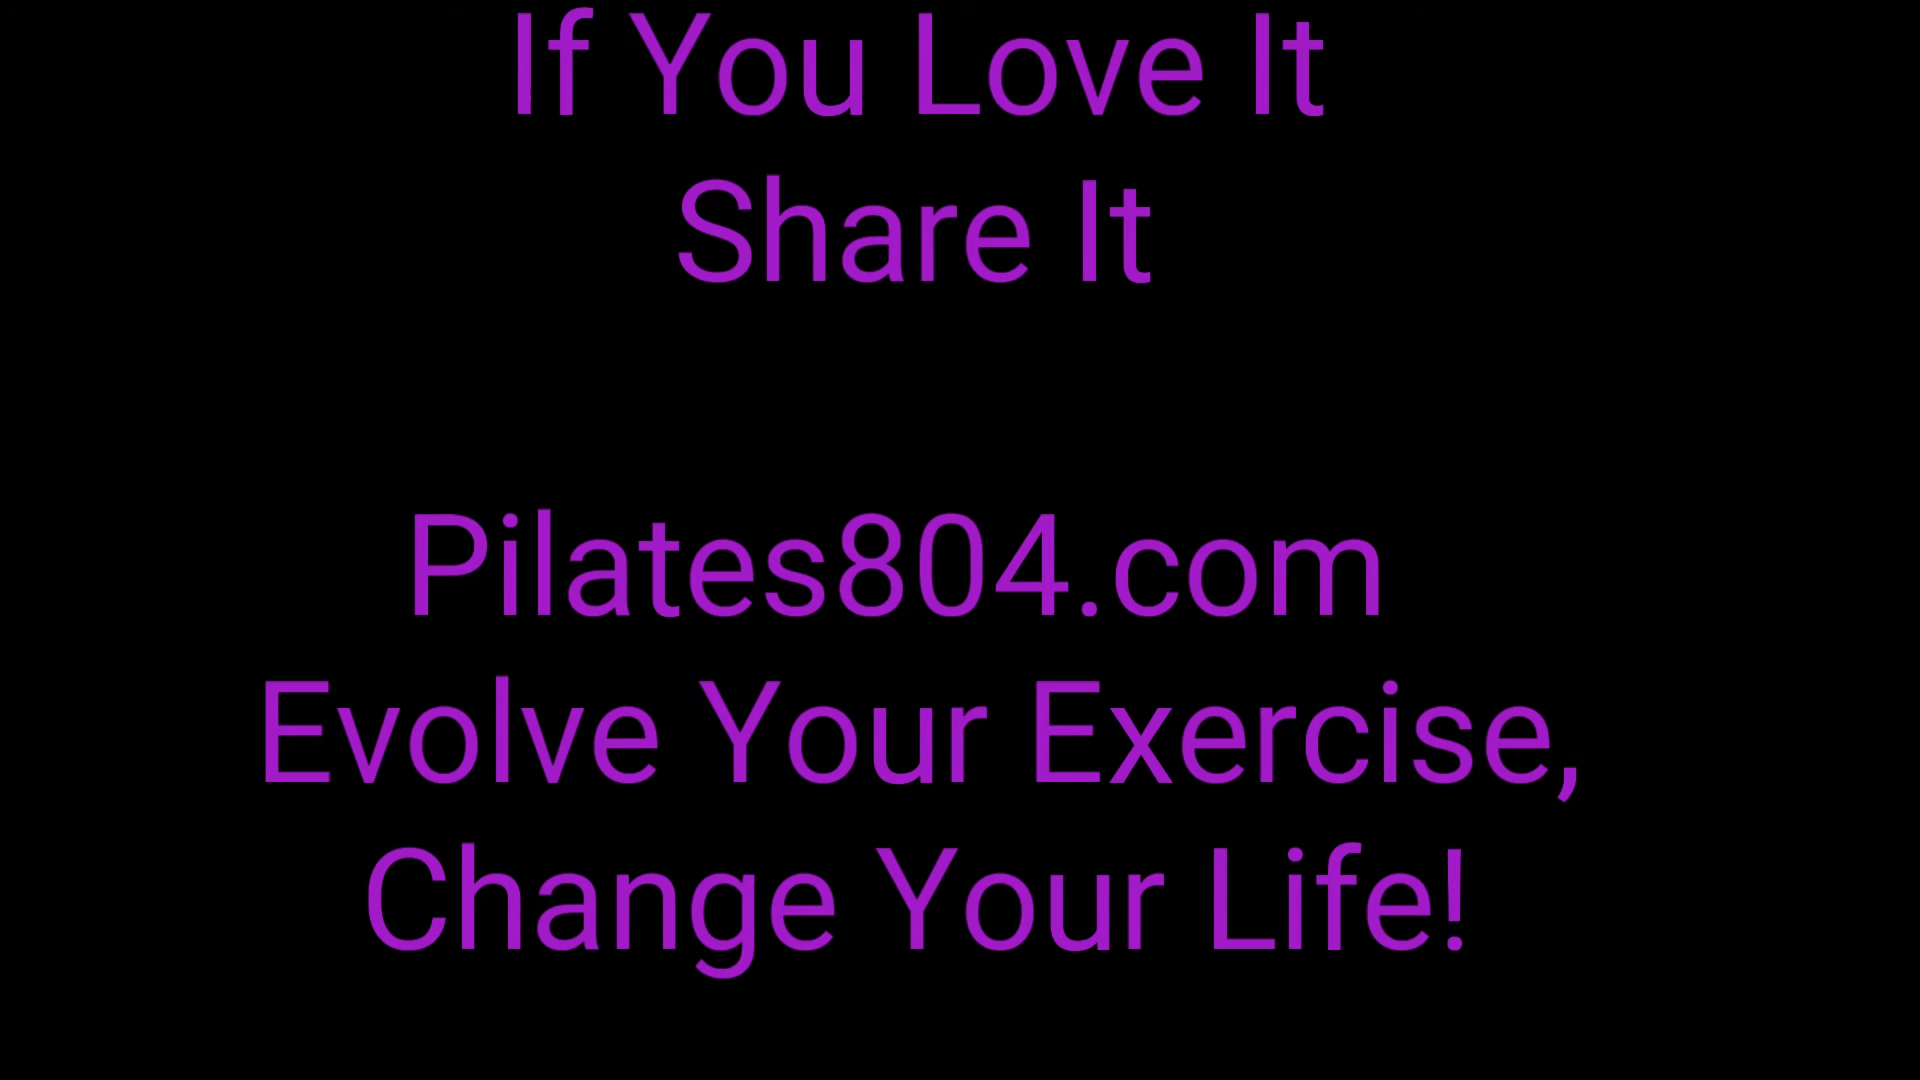 If You Love It
Share It
Pilates804.com
Evolve Your Exercise,
Change Your Life!